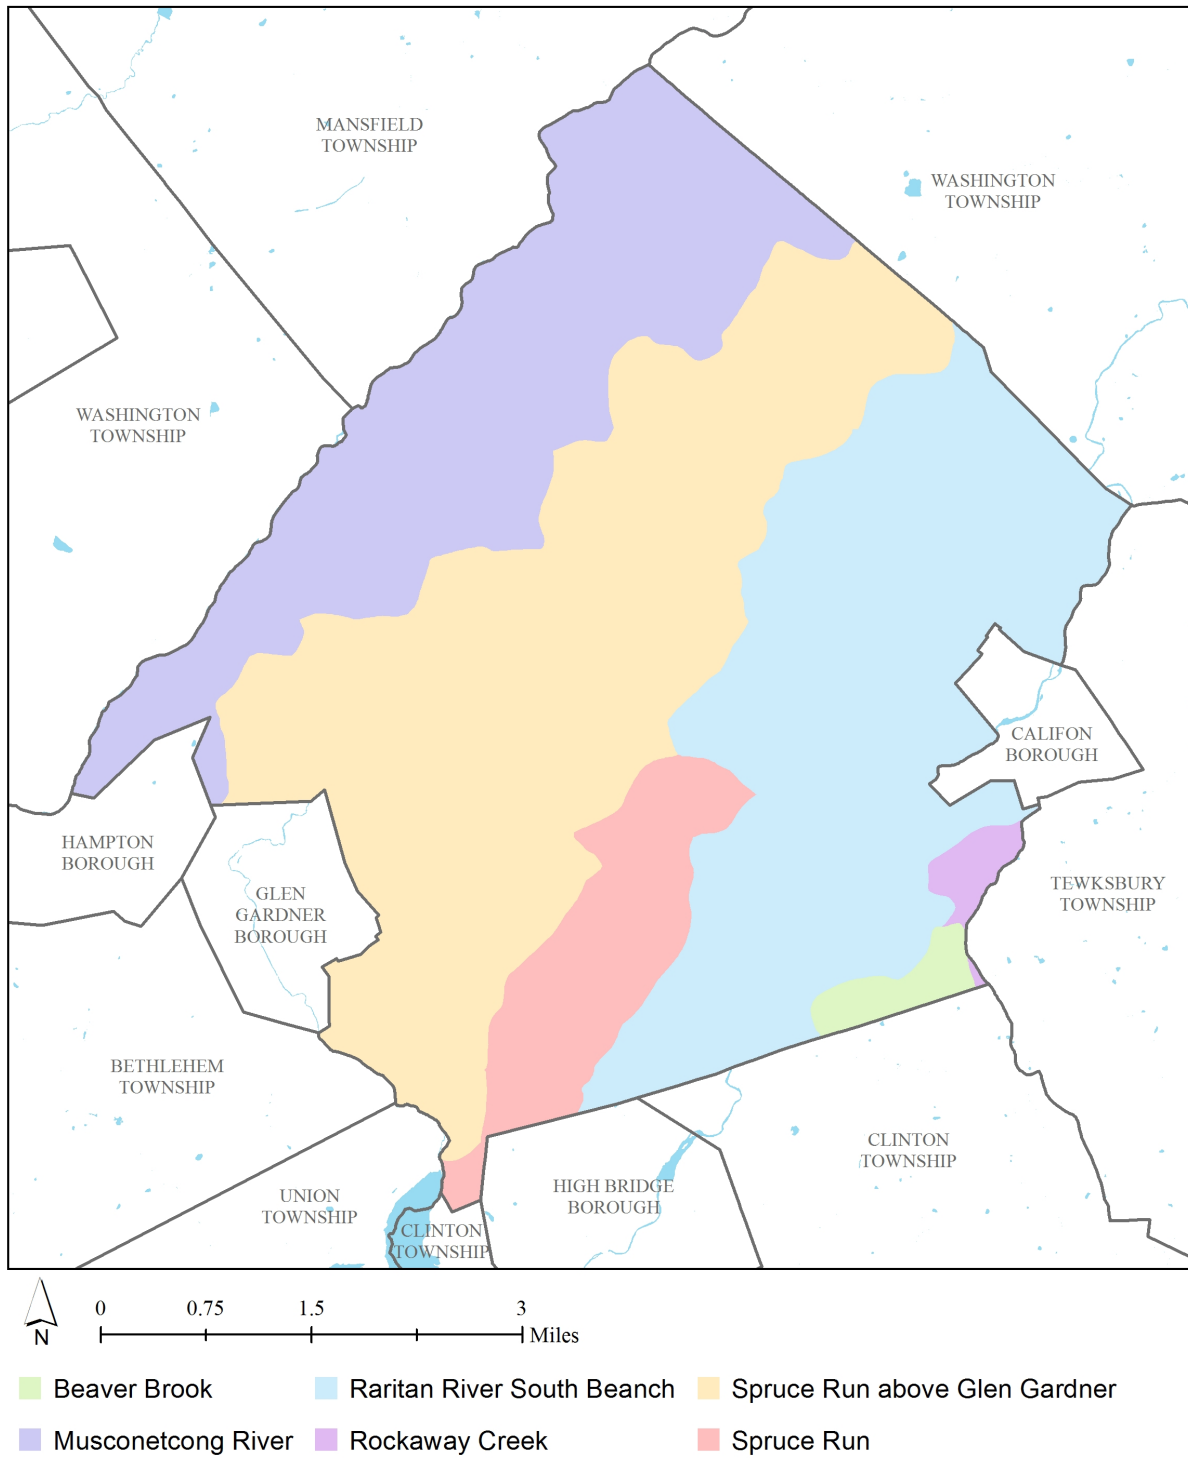 MANSFIELD
TOWNSHIP
WASHINGTON
TOWNSHIP
WASHINGTON
TOWNSHIP
CALIFON
BOROUGH
HAMPTON
BOROUGH
GLEN
GARDNER
BOROUGH
TEWKSBURY
TOWNSHIP
BETHLEHEM
TOWNSHIP
CLINTON
TOWNSHIP
UNION
TOWNSHIP
HIGH BRIDGE
BOROUGH
CLINTON
TOWNSHIP
N
0 0.75 1.5 3
Miles
Beaver Brook
Raritan River South Beanch
Spruce Run above Glen Gardner
Musconetcong River
Rockaway Creek
Spruce Run